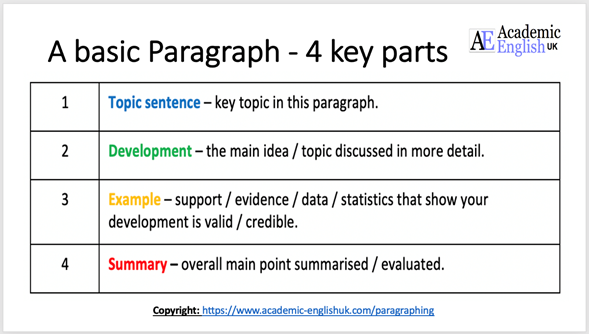 A basic Paragraph - 4 key parts
AE Academic
English UK
1 Topic sentence – key topic in this paragraph.
2 Development – the main idea / topic discussed in more detail.
3 Example – support / evidence / data / statistics that show your
development is valid / credible.
4 Summary – overall main point summarised / evaluated.
Copyright: https://www.academic-englishuk.com/paragraphing